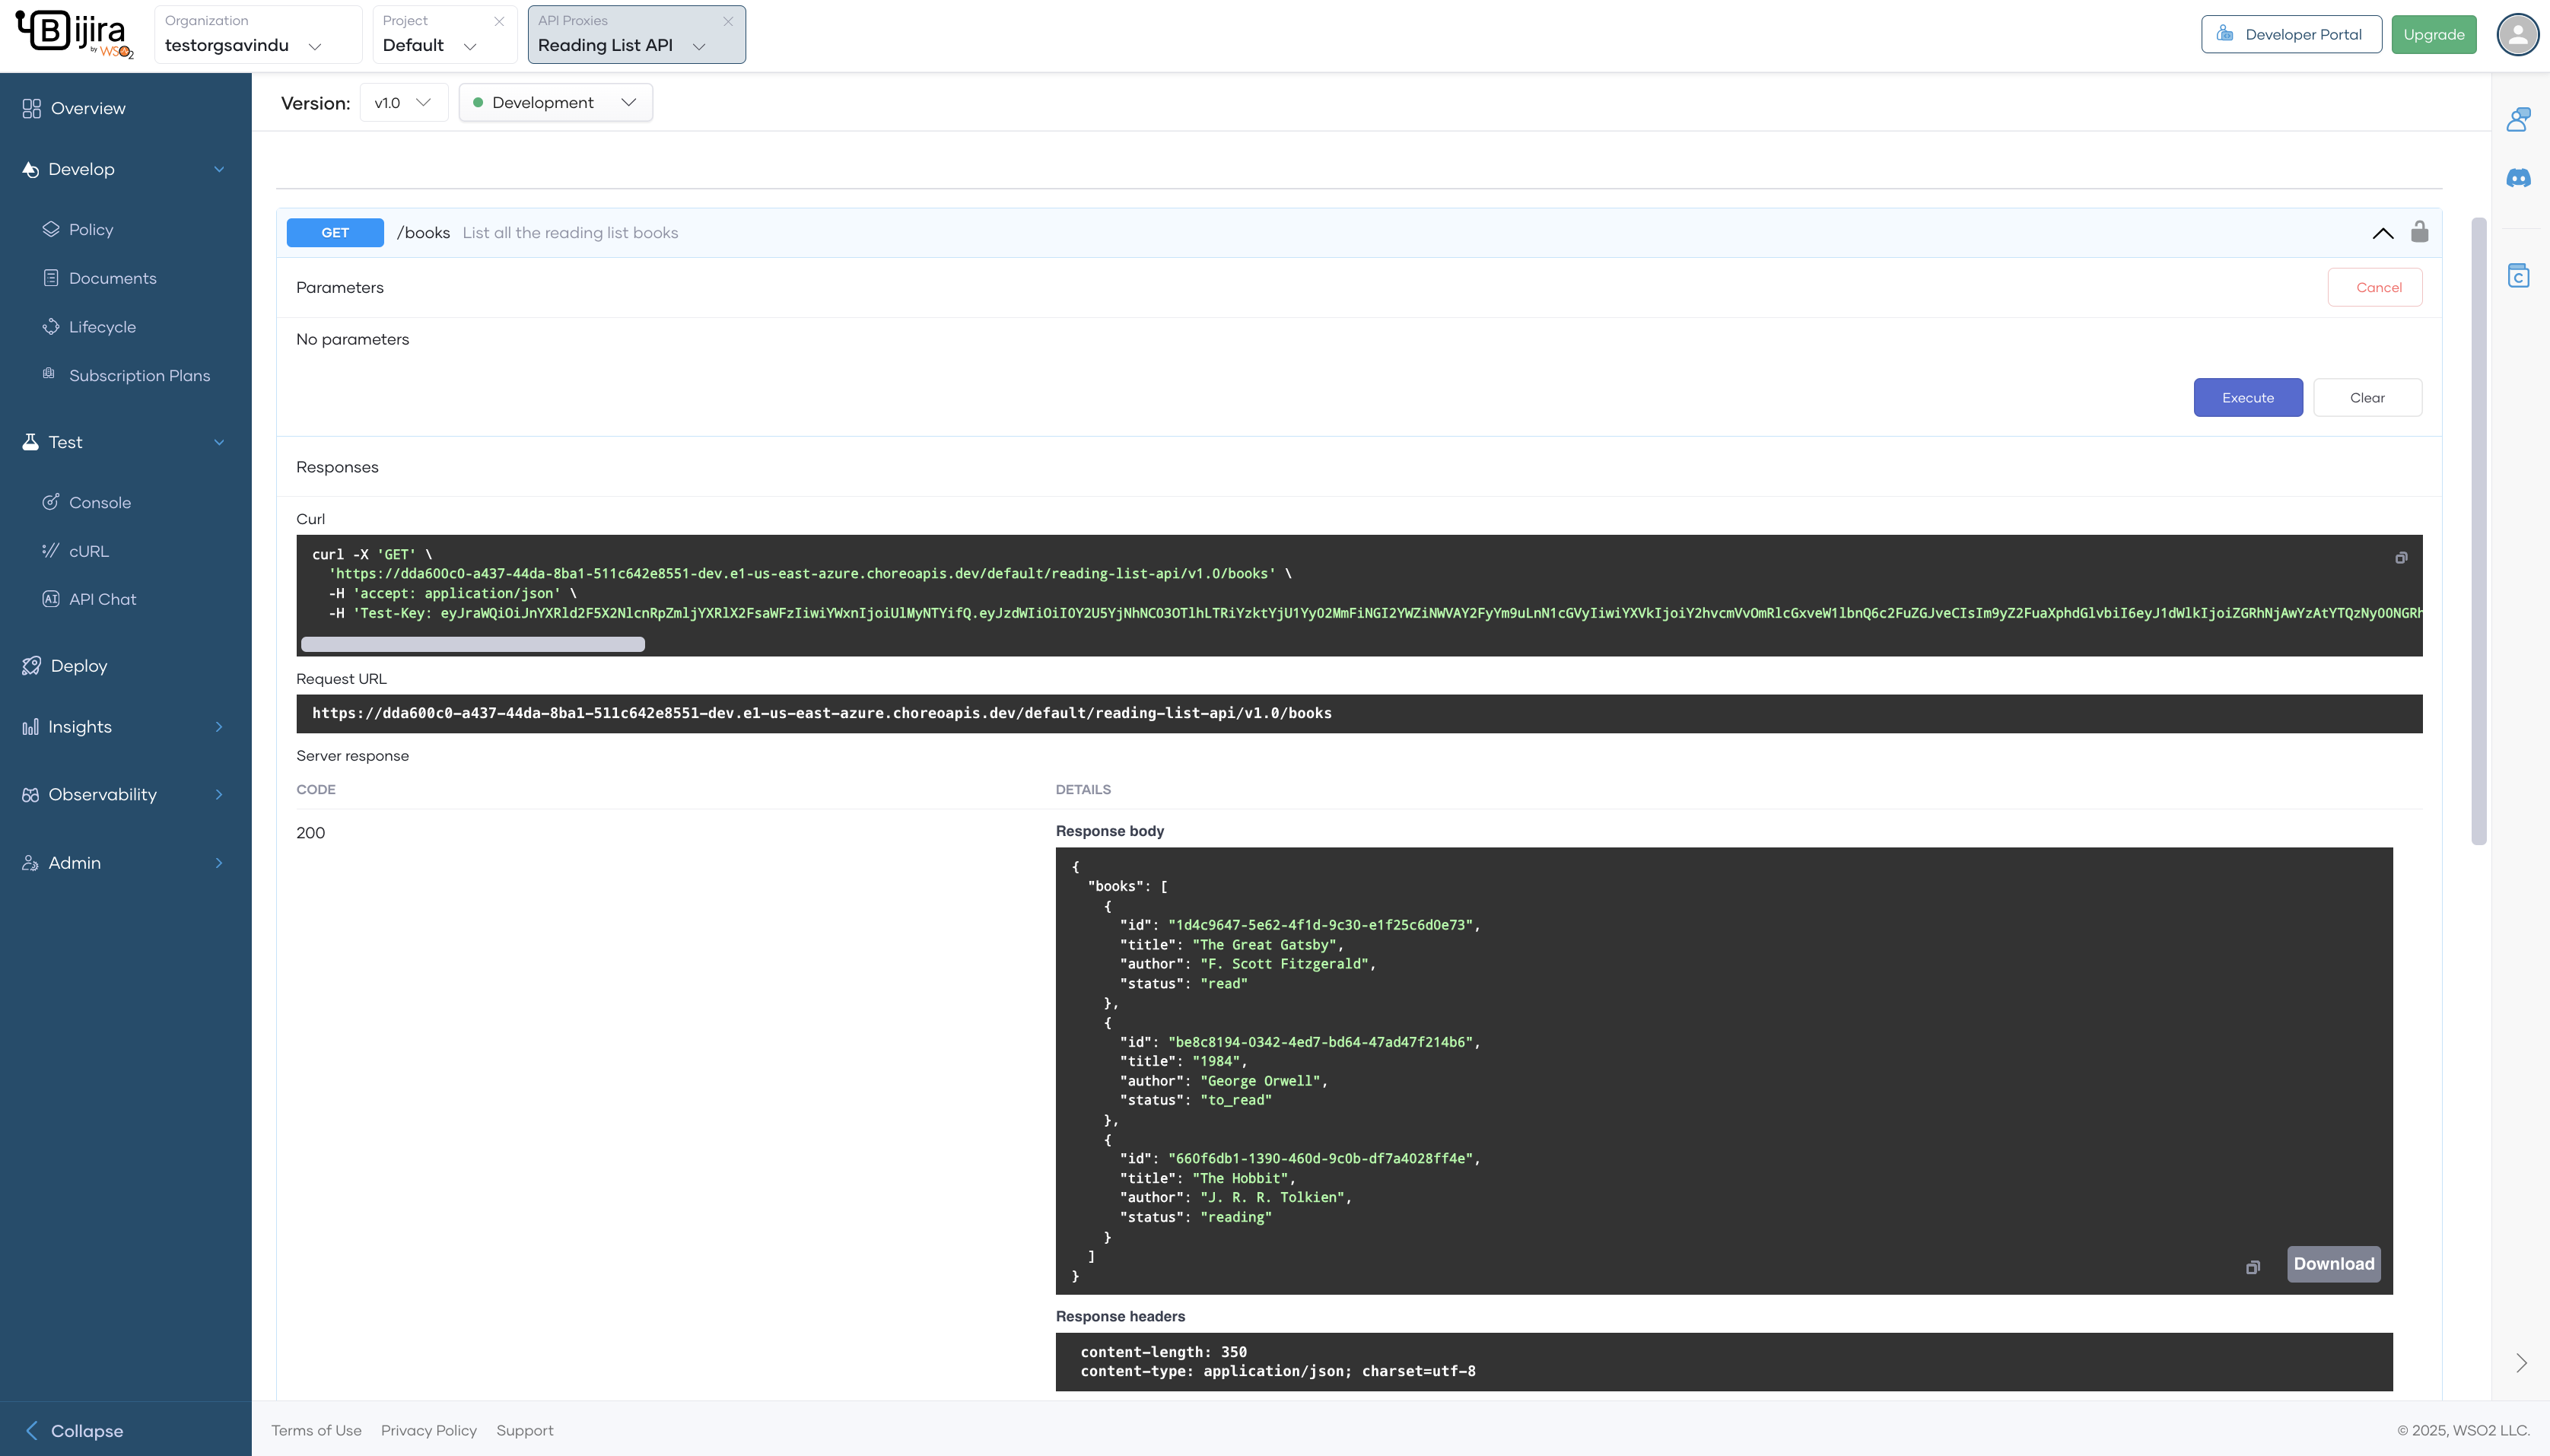 Bijira
by WSO2
Organization
testorgsavindu
Project
Default
API Proxies
Reading List API
Developer Portal
Upgrade
Overview
Develop
Policy
Documents
Lifecycle
Subscription Plans
Test
Console
cURL
API Chat
Deploy
Insights
Observability
Admin
Collapse
Version:
v1.0
Development
GET /books List all the reading list books
Parameters
Cancel
No parameters
Execute
Clear
Responses
Curl
curl -X 'GET' \
'https://dda600c0-a437-44da-8ba1-511c642e8551-dev.e1-us-east-azure.choreoapis.dev/default/reading-list-api/v1.0/books' \
-H 'accept: application/json' \
-H 'Test-Key:
Request URL
https://dda600c0-a437-44da-8ba1-511c642e8551-dev.e1-us-east-azure.choreoapis.dev/default/reading-list-api/v1.0/books
Server response
CODE
DETAILS
200
Response body
{
"books": [
{
"id": "1d4c9647-5e62-4f1d-9c30-e1f25c6d0e73",
"title": "The Great Gatsby",
"author": "F. Scott Fitzgerald",
"status": "read"
},
{
"id": "be8c8194-0342-4ed7-bd64-47ad47f214b6",
"title": "1984",
"author": "George Orwell",
"status": "to_read"
},
{
"id": "660f6db1-1390-460d-9c0b-df7a4028ff4e",
"title": "The Hobbit",
"author": "J. R. R. Tolkien",
"status": "reading"
}
]
}
Download
Response headers
content-length: 350
content-type: application/json; charset=utf-8
Terms of Use
Privacy Policy
Support
© 2025, WSO2 LLC.